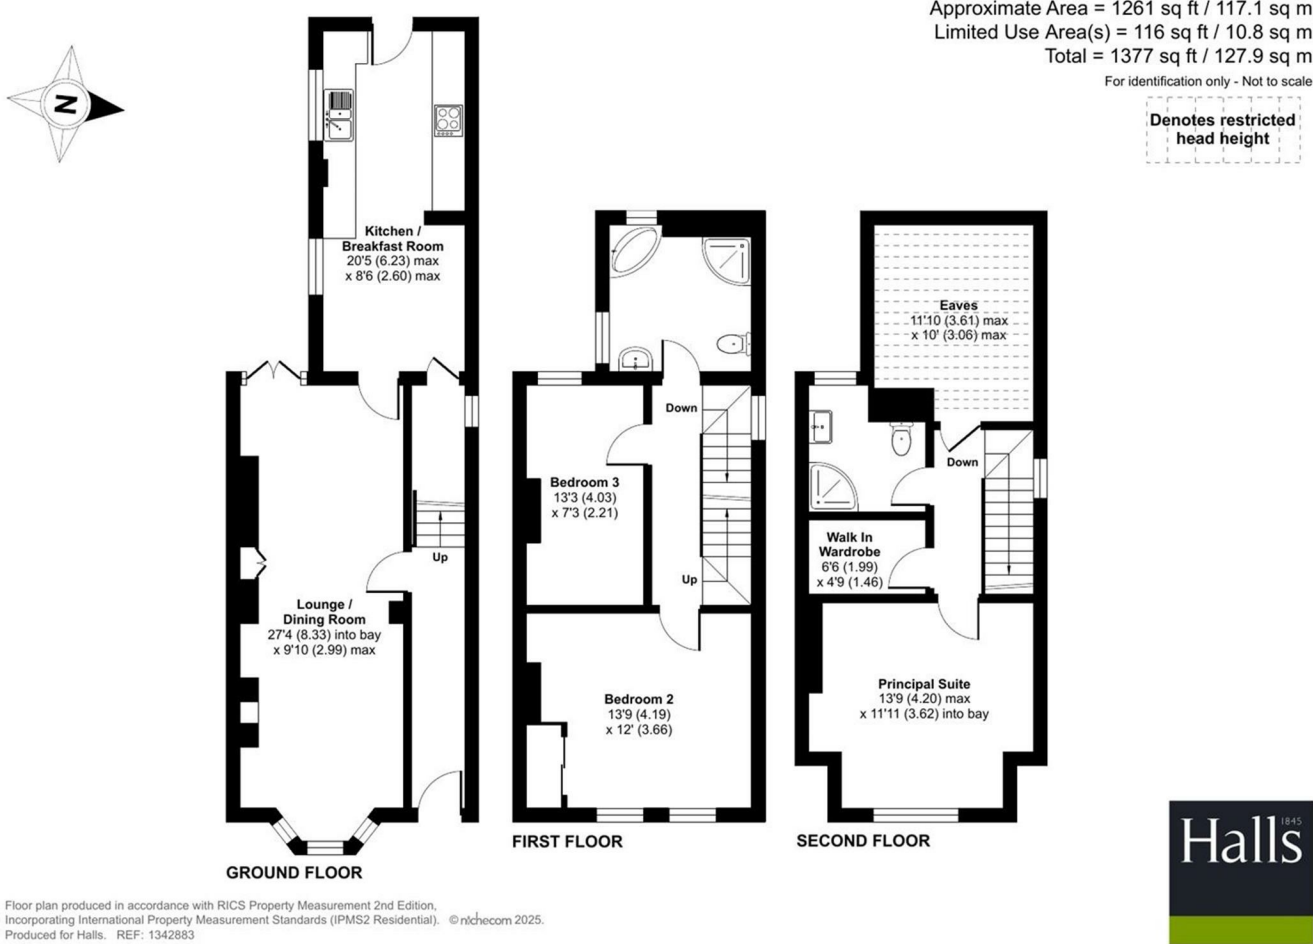 Approximate Area = 1261 sq ft / 117.1 sq m
Limited Use Area(s) = 116 sq ft / 10.8 sq m
Total = 1377 sq ft / 127.9 sq m
For identification only - Not to scale
Denotes restricted
head height
N
Kitchen /
Breakfast Room
20'5 (6.23) max
x 8'6 (2.60) max
Up
Lounge /
Dining Room
27'4 (8.33) into bay
x 9'10 (2.99) max
GROUND FLOOR
Down
Bedroom 3
13'3 (4.03)
x 7'3 (2.21)
Up
Bedroom 2
13'9 (4.19)
x 12' (3.66)
FIRST FLOOR
Eaves
11'10 (3.61) max
x 10' (3.06) max
Down
Walk In
Wardrobe
6'6 (1.99)
x 4'9 (1.46)
Principal Suite
13'9 (4.20) max
x 11'11 (3.62) into bay
SECOND FLOOR
1845
Halls
Floor plan produced in accordance with RICS Property Measurement 2nd Edition,
Incorporating International Property Measurement Standards (IPMS2 Residential). © nichecom 2025.
Produced for Halls. REF: 1342883